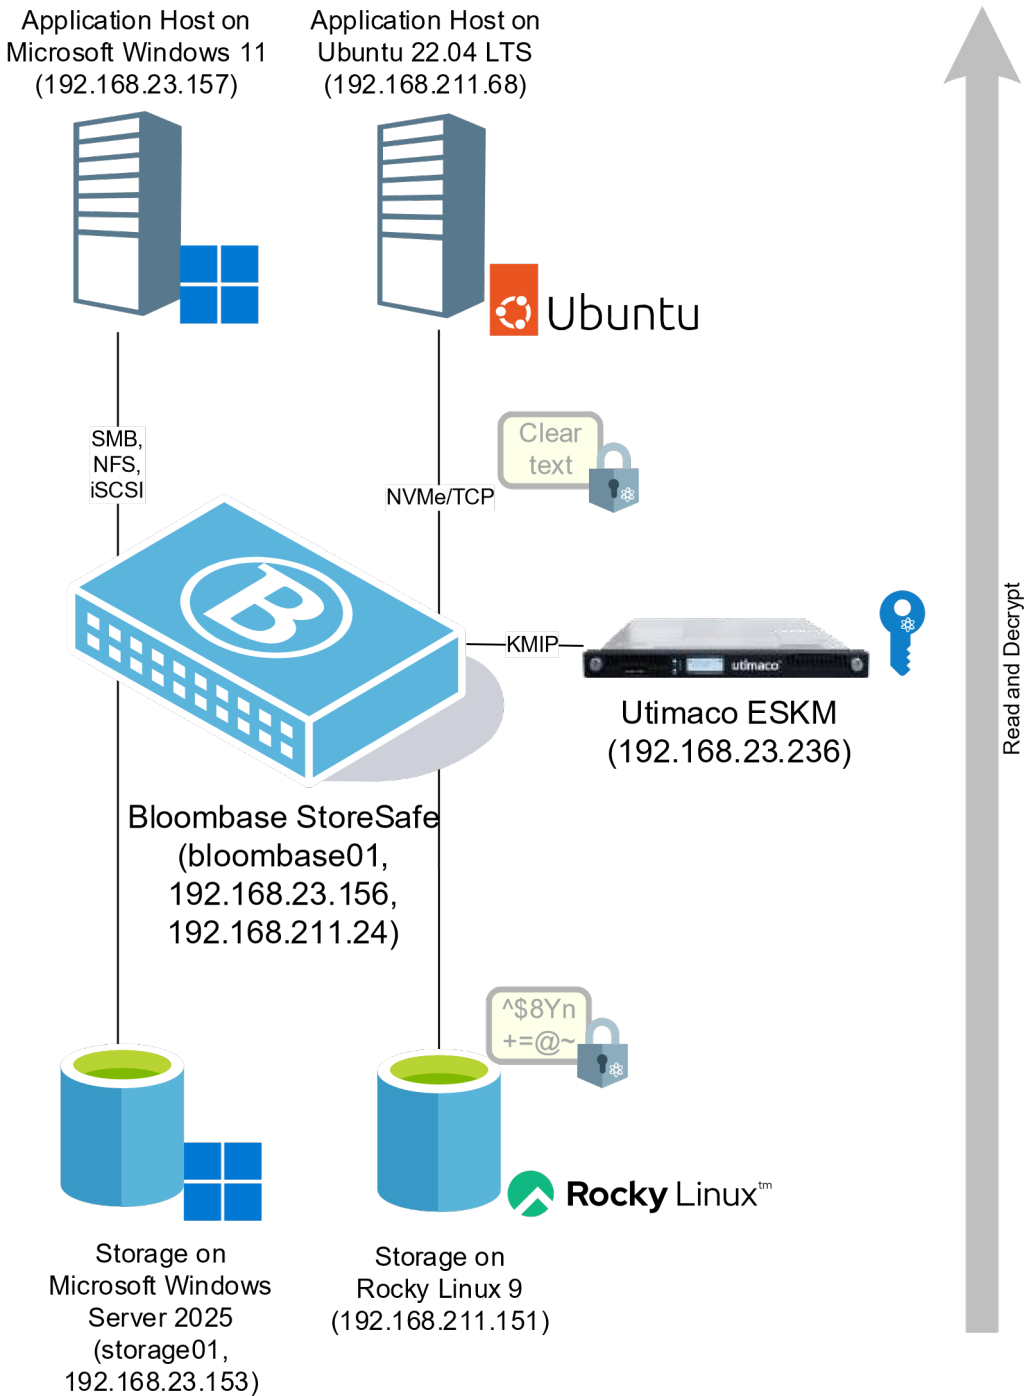 Application Host on
Microsoft Windows 11
(192.168.23.157)
Application Host on
Ubuntu 22.04 LTS
(192.168.211.68)
Ubuntu
SMB,
NFS,
iSCSI
NVMe/TCP
Clear
text
B
KMIP
utimaco
Utimaco ESKM
(192.168.23.236)
Read and Decrypt
Bloombase StoreSafe
(bloombase01,
192.168.23.156,
192.168.211.24)
^$8Yn
+=@~
Rocky Linux™
Storage on
Microsoft Windows
Server 2025
(storage01,
192.168.23.153)
Storage on
Rocky Linux 9
(192.168.211.151)